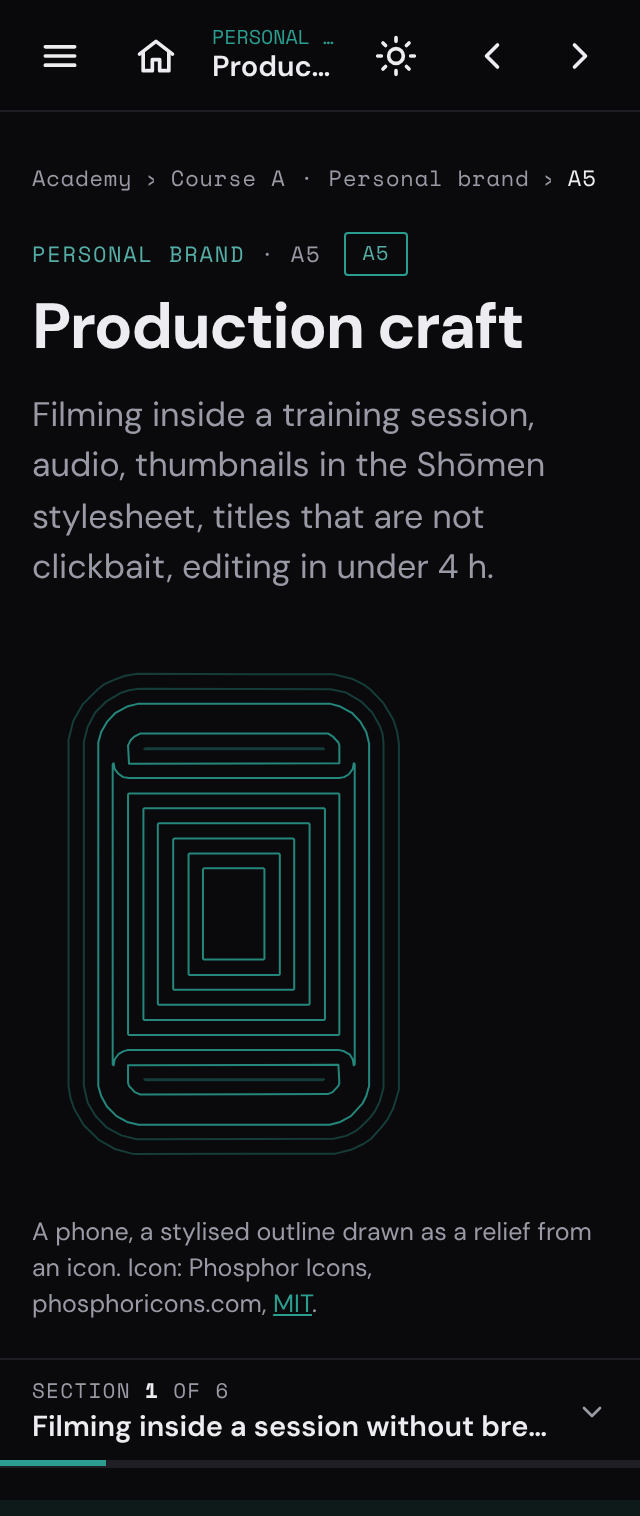 PERSONAL …
Produc…
Academy › Course A · Personal brand › A5
PERSONAL BRAND · A5 A5
Production craft
Filming inside a training session,
audio, thumbnails in the Shōmen
stylesheet, titles that are not
clickbait, editing in under 4 h.
A phone, a stylised outline drawn as a relief from
an icon. Icon: Phosphor Icons,
phosphoricons.com, MIT.
SECTION 1 OF 6
Filming inside a session without bre…